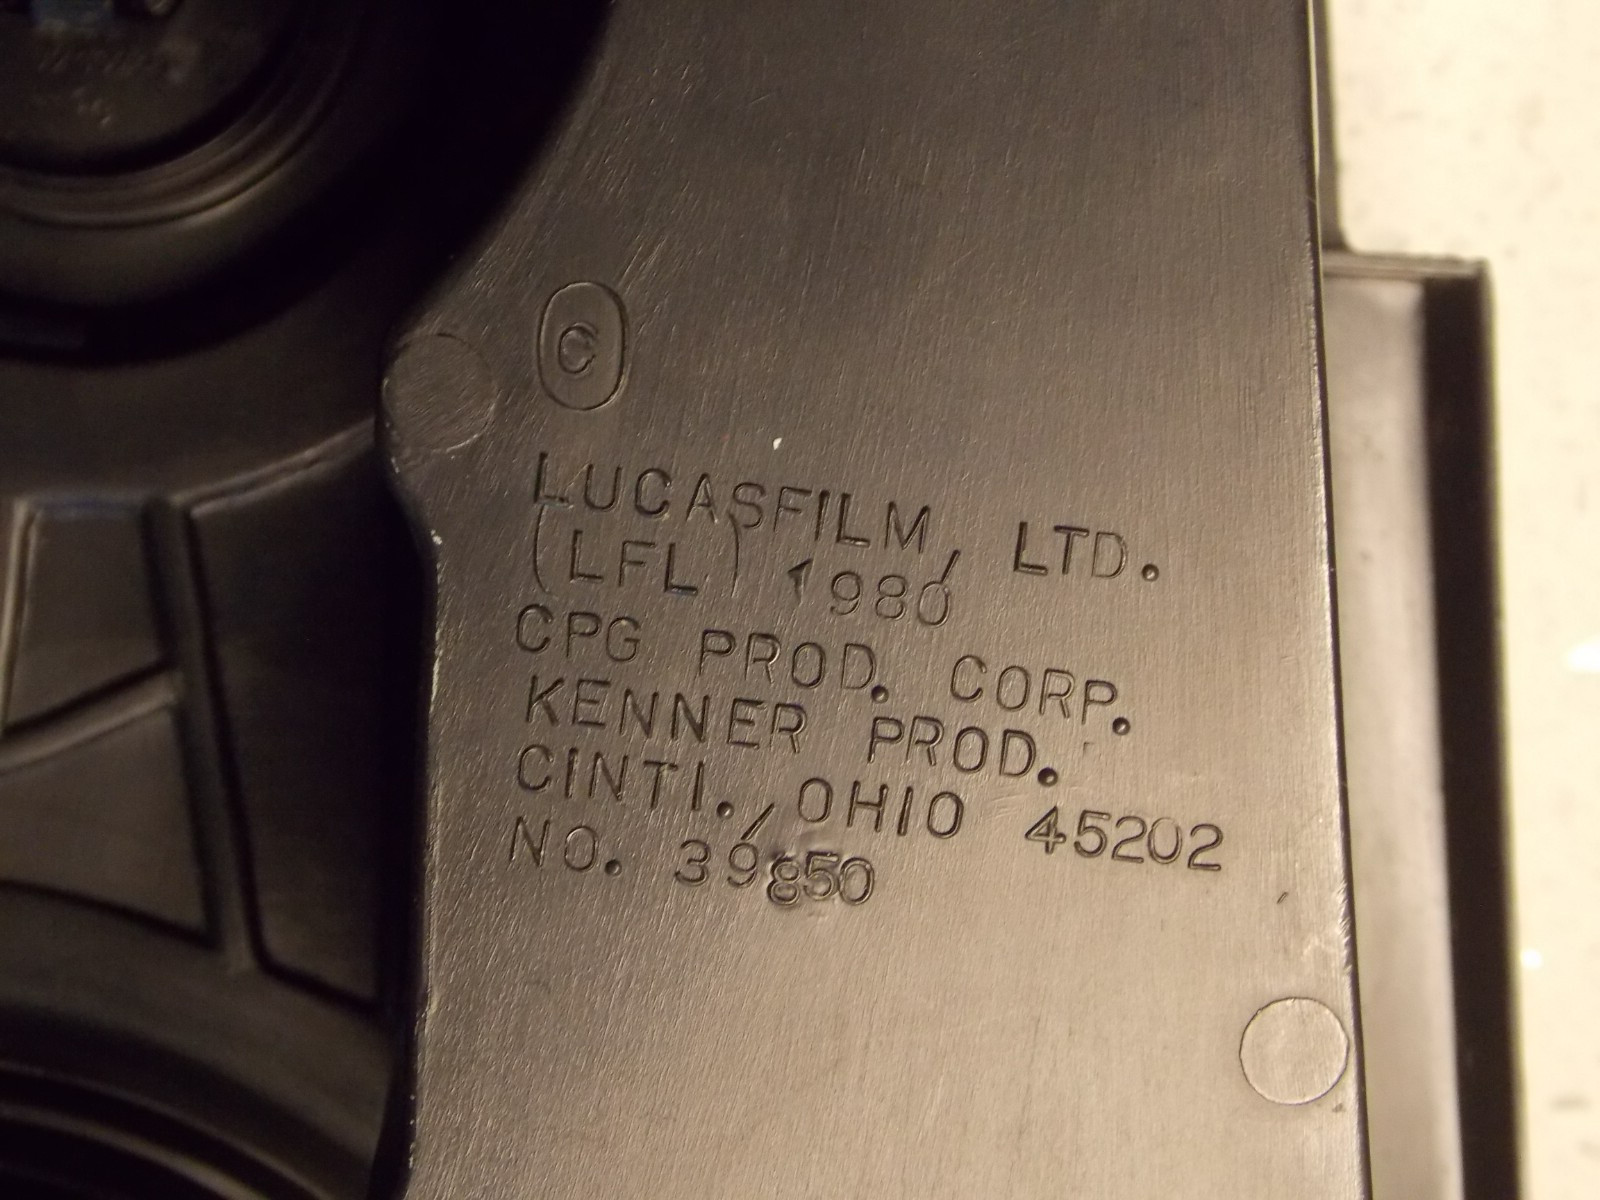 ©
LUCASFILM, LTD.
(LFL) 1980
CPG PROD. CORP.
KENNER PROD.
CINTI., OHIO 45202
NO. 39850